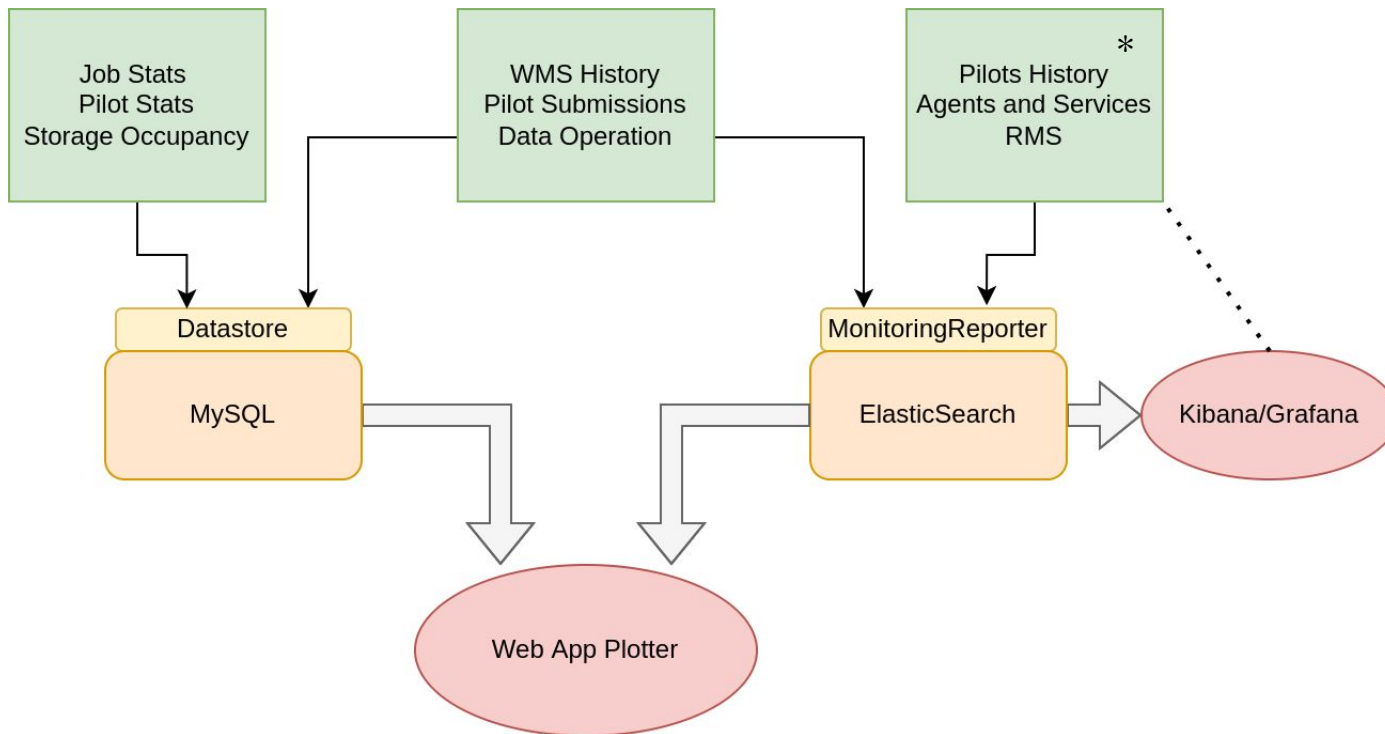 Job Stats
Pilot Stats
Storage Occupancy
WMS History
Pilot Submissions
Data Operation
*
Pilots History
Agents and Services
RMS
Datastore
MySQL
MonitoringReporter
ElasticSearch
Kibana/Grafana
Web App Plotter